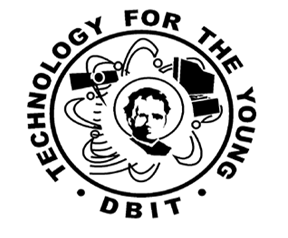 TECHNOLOGY FOR THE YOUNG
• DBIT •